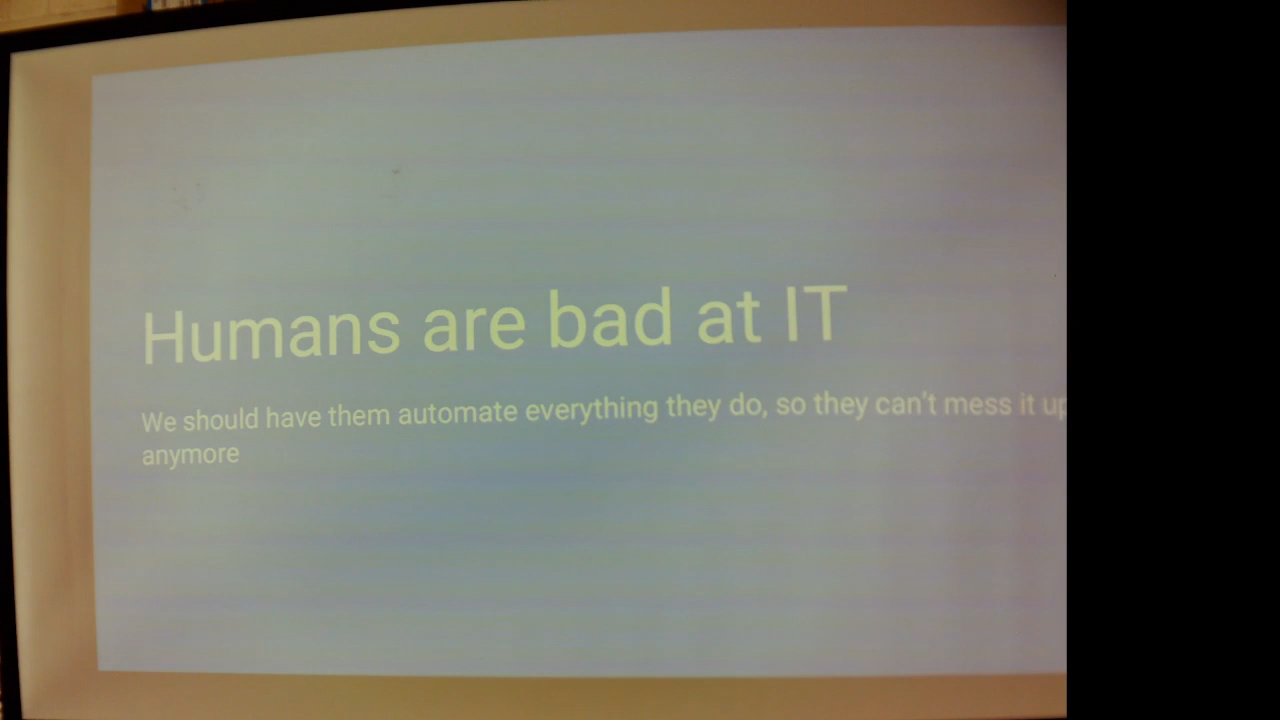 Humans are bad at IT
We should have them automate everything they do, so they can't mess it up
anymore